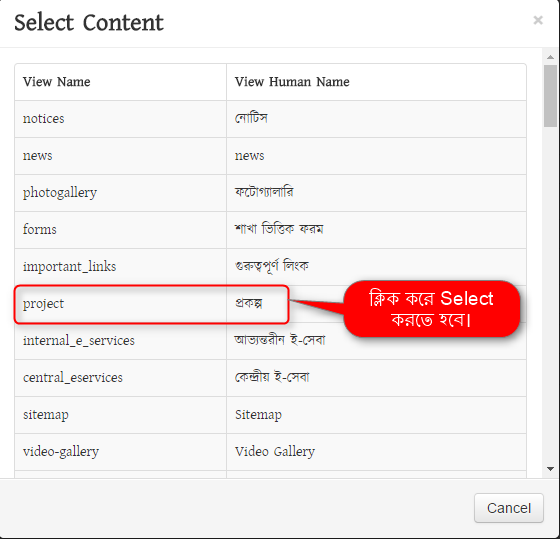 Select Content
×
View Name View Human Name
notices নোটিস
news news
photogallery ফটোগ্যালারি
forms শাখা ভিত্তিক ফরম
important_links গুরুত্বপূর্ণ লিংক
project প্রকল্প
ক্লিক করে Select
করতে হবে।
internal_e_services আভ্যন্তরীন ই-সেবা
central_eservices কেন্দ্রীয় ই-সেবা
sitemap Sitemap
video-gallery Video Gallery
Cancel